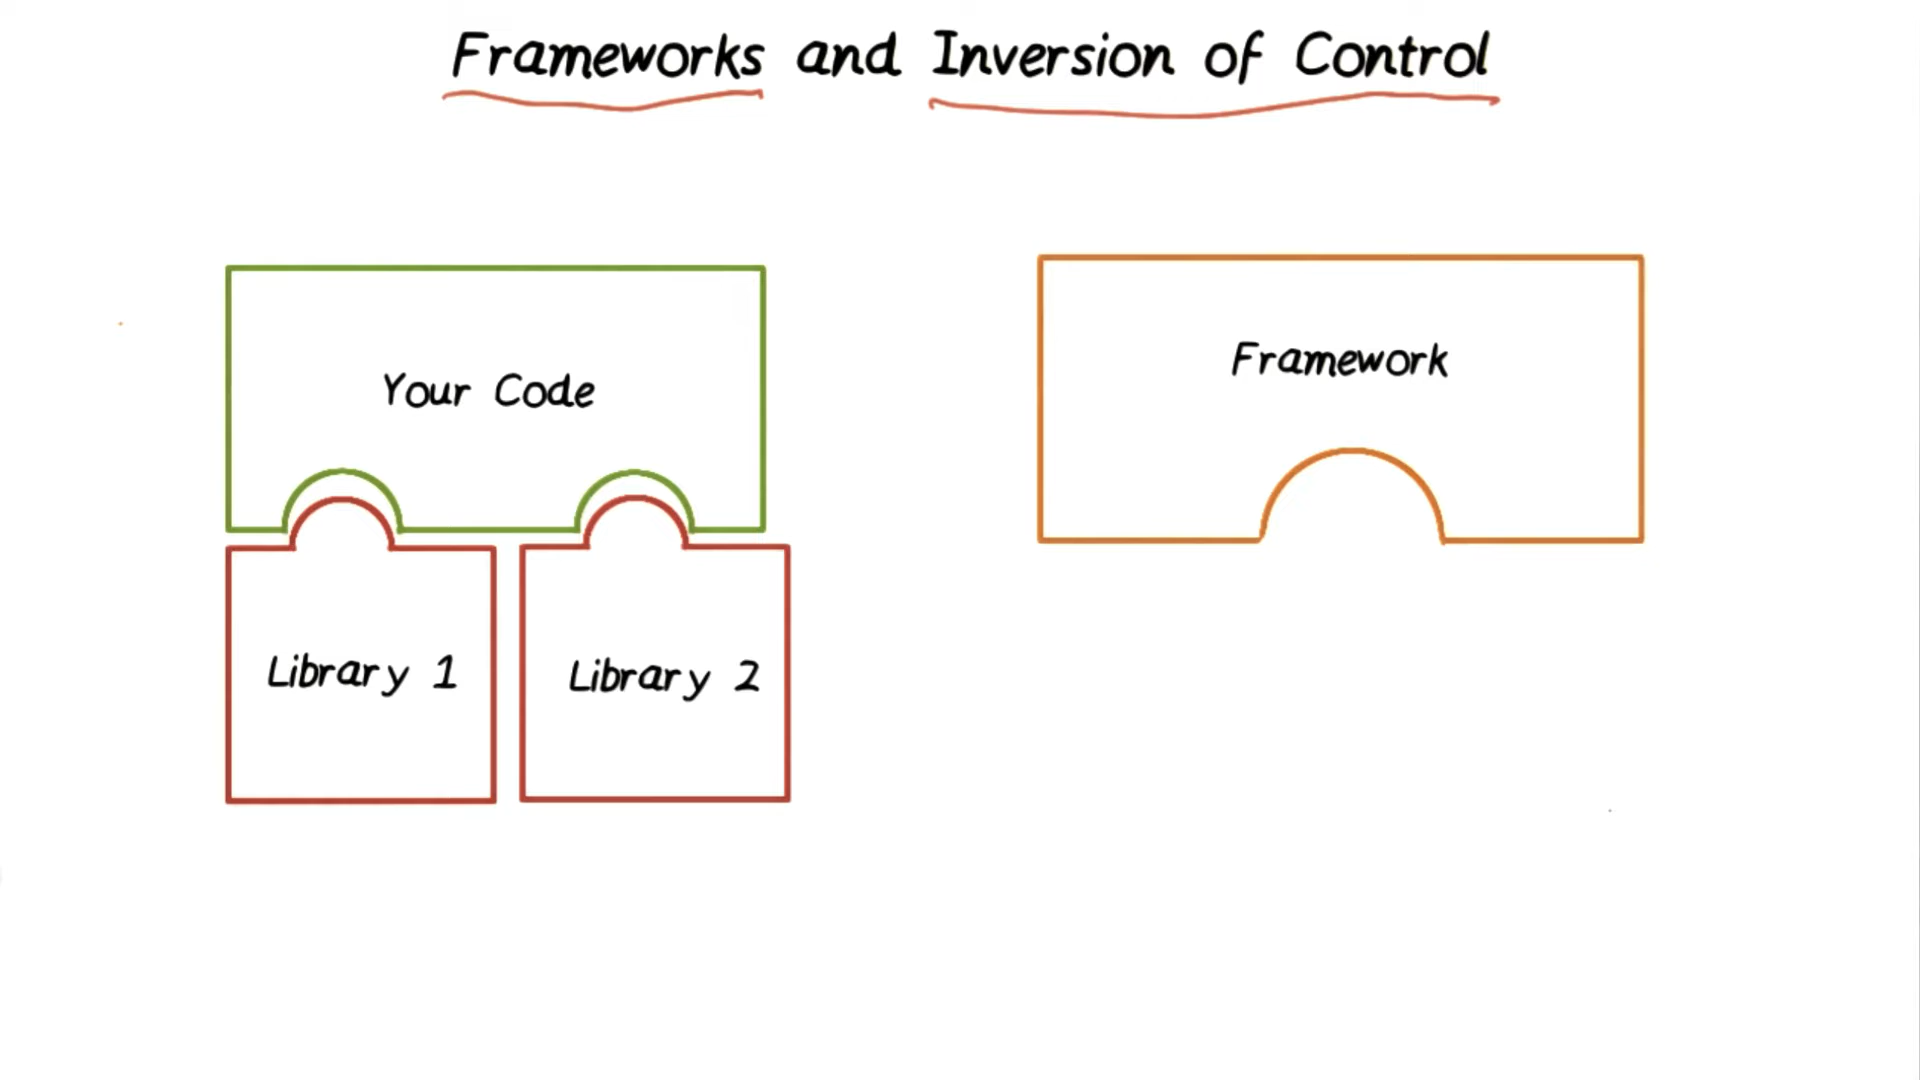 Frameworks and Inversion of Control
Your Code
Library 1
Library 2
Framework